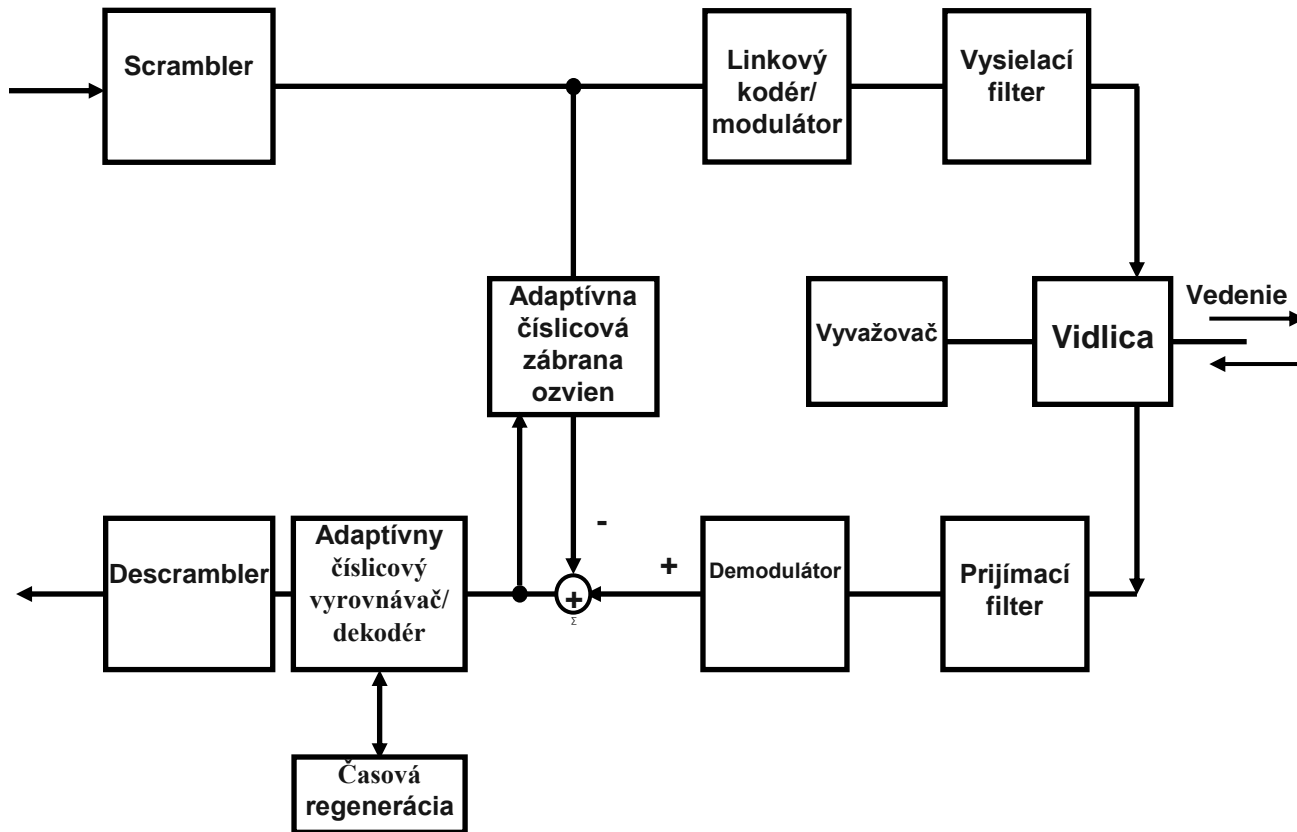 Scrambler
Linkový
kodér/
modulátor
Vysielací
filter
Adaptívna
číslicová
zábrana
ozvien
Vyvažovač
Vidlica
Vedenie
-
+
Descrambler
Adaptívny
číslicový
vyrovnávač/
dekodér
+
Σ
Demodulátor
Prijímací
filter
Časová
regenerácia